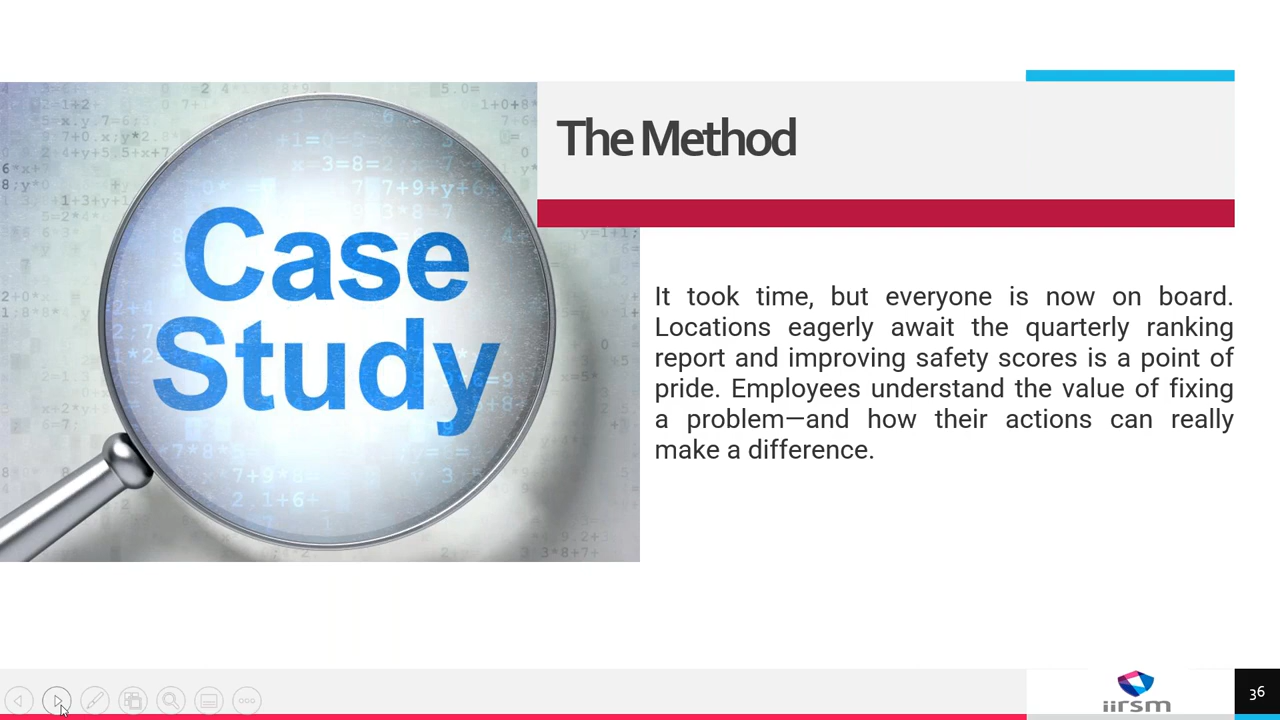 The Method
Case
Study
It took time, but everyone is now on board.
Locations eagerly await the quarterly ranking
report and improving safety scores is a point of
pride. Employees understand the value of fixing
a problem—and how their actions can really
make a difference.
iirsm
36